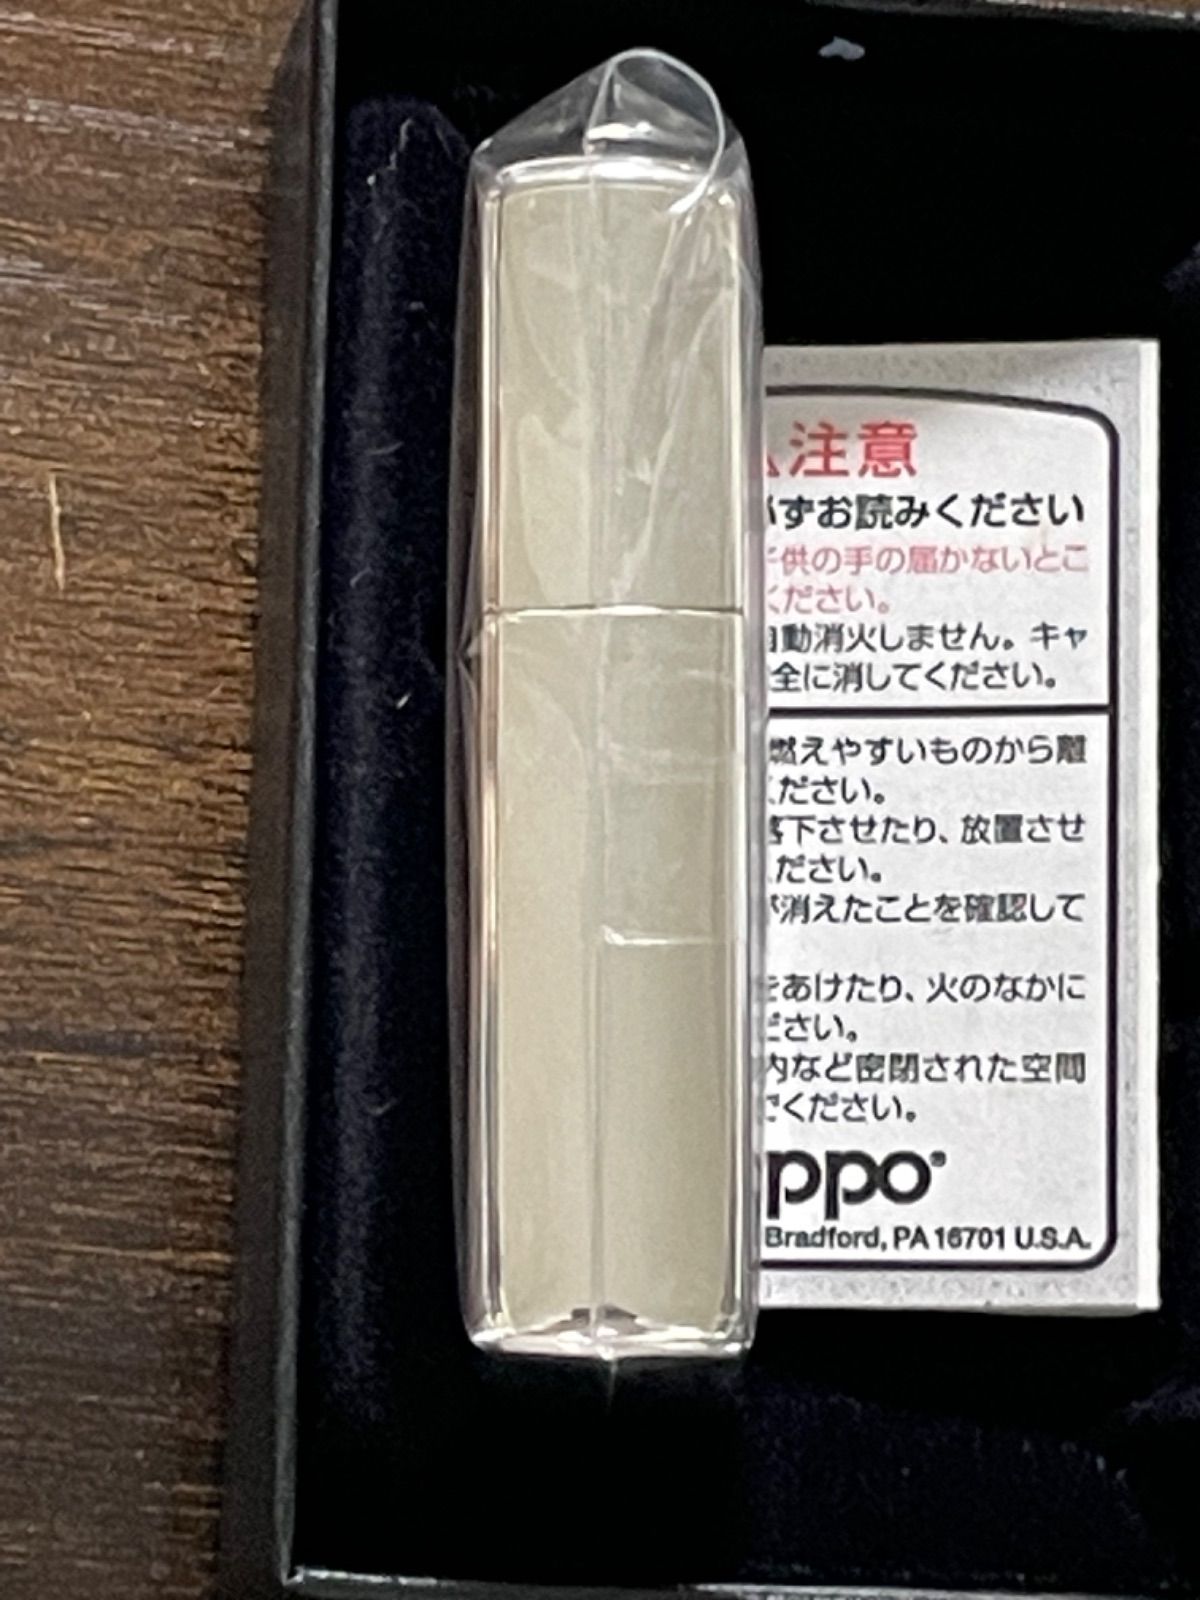 注意
ずお読みください
供の手の届かないとこ
ください。
動消火しません。キャ
全に消してください。
燃えやすいものから離
ださい。
下させたり、放置させ
ださい。
消えたことを確認して
をあけたり、火のなかに
ださい。
内など密閉された空間
でください。
ppo®
Bradford, PA 16701 U.S.A.